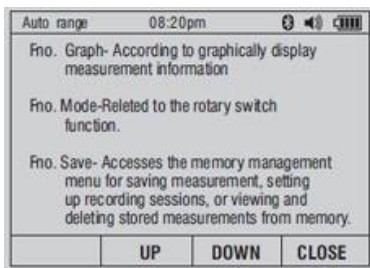 Auto range 08:20pm
Fno. Graph- According to graphically display
measurement information
Fno. Mode-Releted to the rotary switch
function.
Fno. Save- Accesses the memory management
menu for saving measurement, setting
up recording sessions, or viewing and
deleting stored measurements from memory.
UP DOWN CLOSE